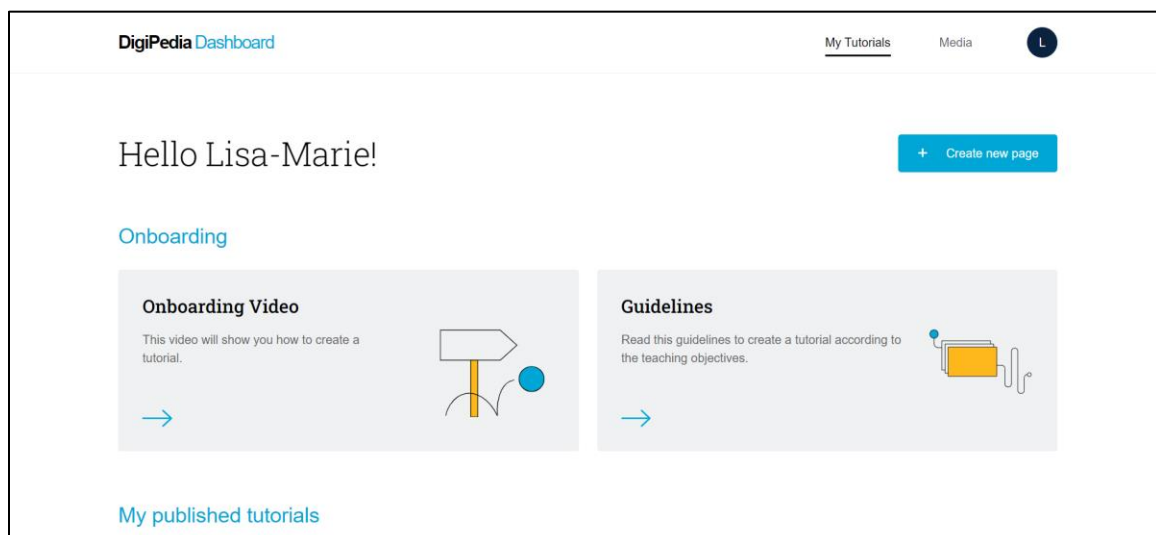 DigiPedia Dashboard
My Tutorials
Media
L
Hello Lisa-Marie!
+ Create new page
Onboarding
Onboarding Video
This video will show you how to create a
tutorial.
Guidelines
Read this guidelines to create a tutorial according to
the teaching objectives.
My published tutorials